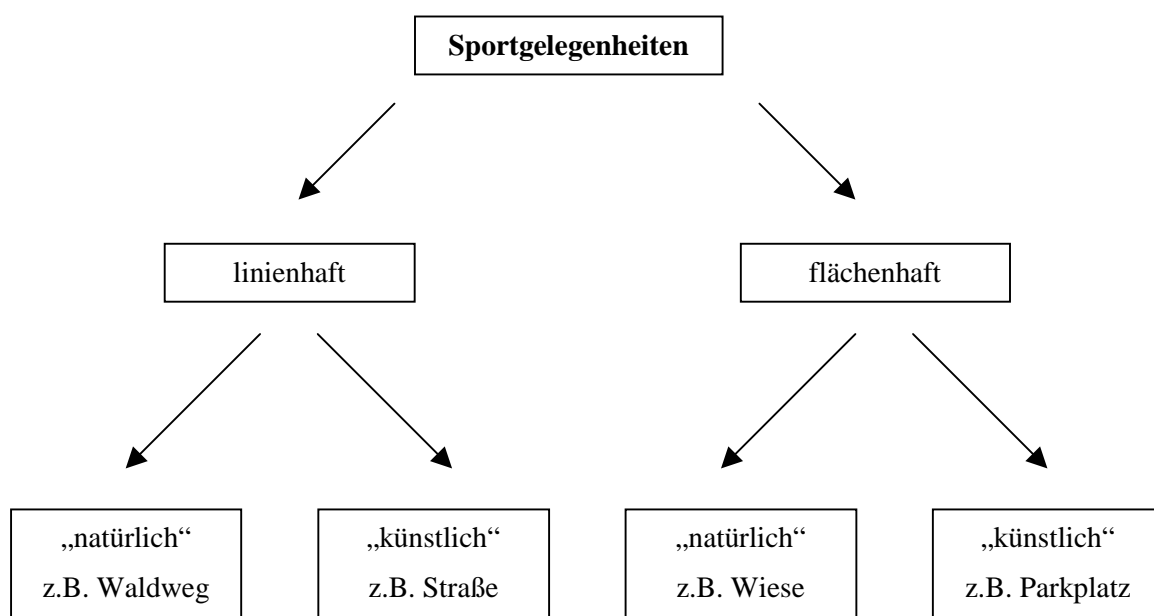 Sportgelegenheiten
linienhaft
flächenhaft
„natürlich“
z.B. Waldweg
„künstlich“
z.B. Straße
„natürlich“
z.B. Wiese
„künstlich“
z.B. Parkplatz